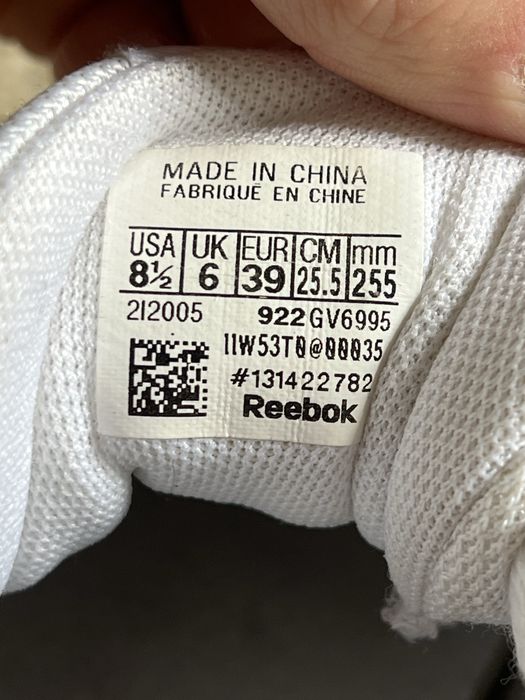 MADE IN CHINA
FABRIQUÉ EN CHINE
USA UK EUR CM mm
8½ 6 39 25.5 255
2I2005 922 GV6995
IIW53T0@00035
#131422782
Reebok